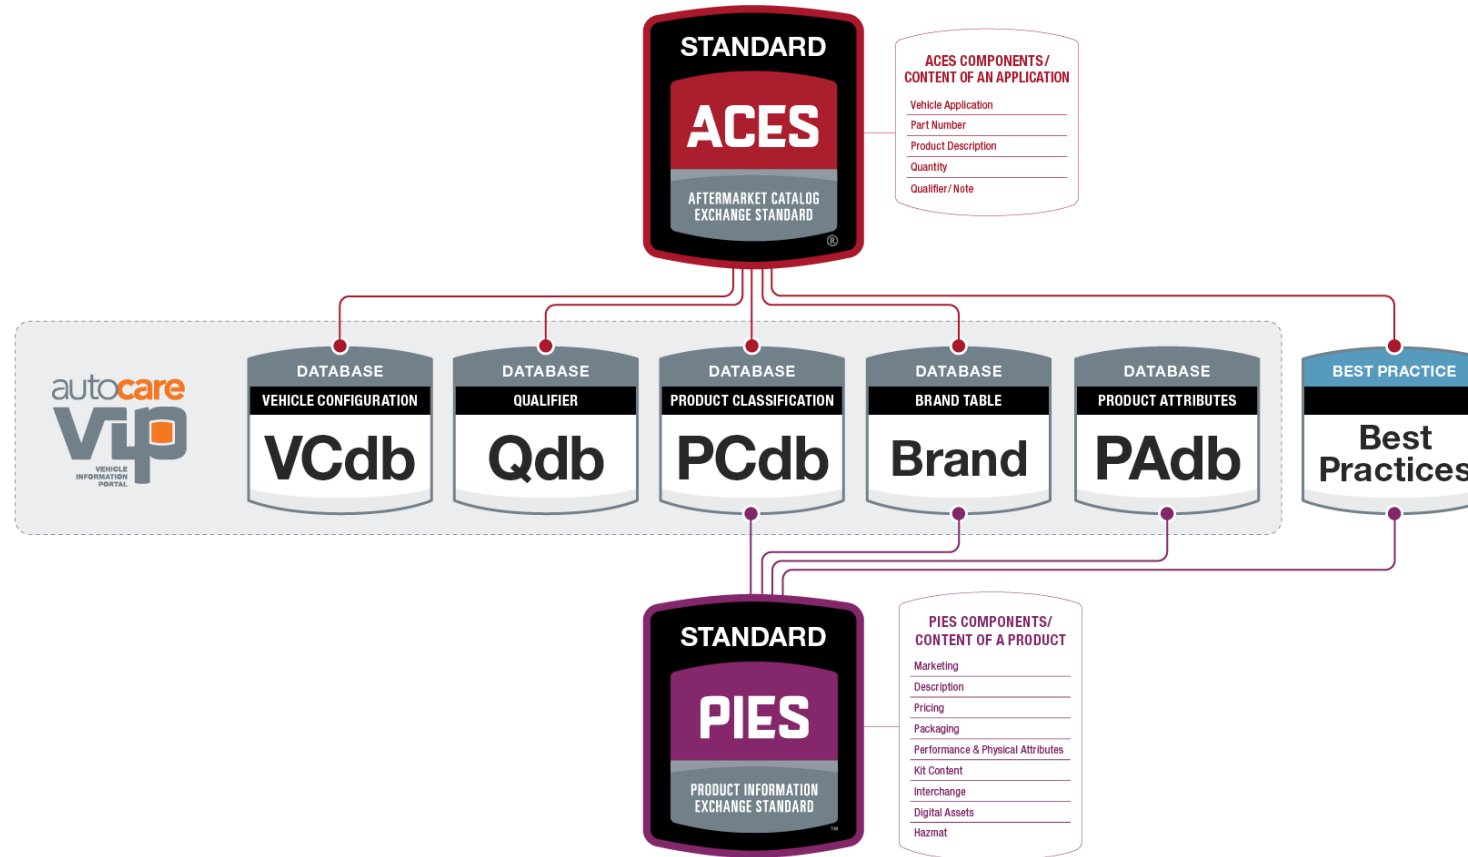 STANDARD
ACES
AFTERMARKET CATALOG
EXCHANGE STANDARD
®
ACES COMPONENTS/
CONTENT OF AN APPLICATION
Vehicle Application
Part Number
Product Description
Quantity
Qualifier/Note
autocare
VIP
VEHICLE
INFORMATION
PORTAL
DATABASE
VEHICLE CONFIGURATION
VCdb
DATABASE
QUALIFIER
Qdb
DATABASE
PRODUCT CLASSIFICATION
PCdb
DATABASE
BRAND TABLE
Brand
DATABASE
PRODUCT ATTRIBUTES
PAdb
BEST PRACTICE
Best
Practices
STANDARD
PIES
PRODUCT INFORMATION
EXCHANGE STANDARD
™
PIES COMPONENTS/
CONTENT OF A PRODUCT
Marketing
Description
Pricing
Packaging
Performance & Physical Attributes
Kit Content
Interchange
Digital Assets
Hazmat